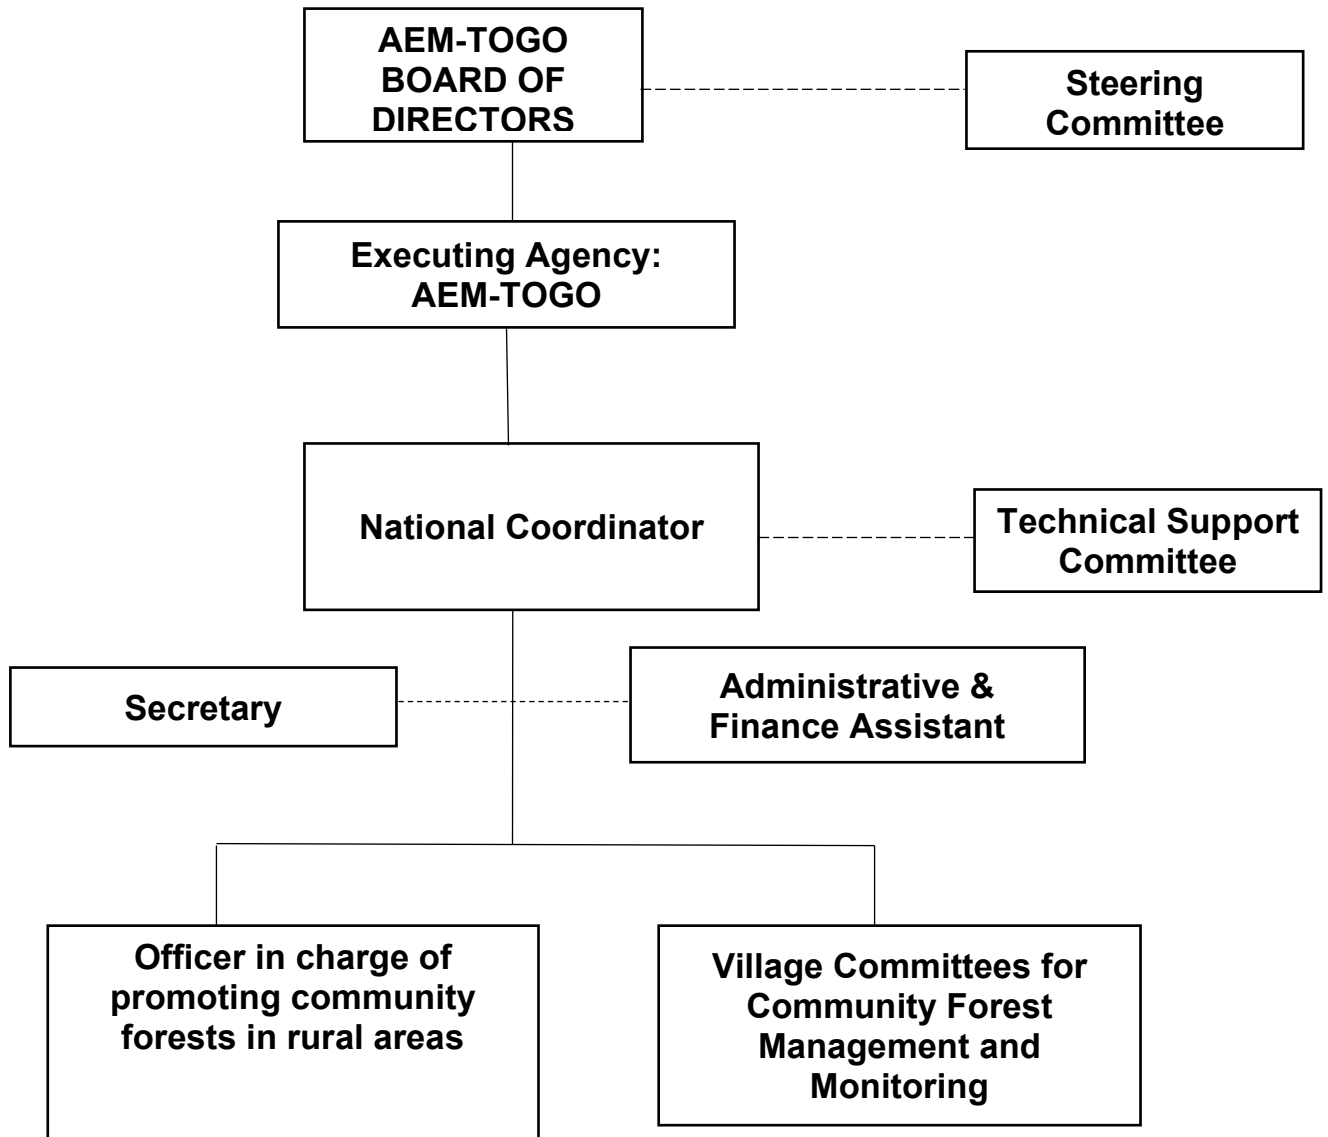 AEM-TOGO
BOARD OF
DIRECTORS
Steering
Committee
Executing Agency:
AEM-TOGO
National Coordinator
Technical Support
Committee
Secretary
Administrative &
Finance Assistant
Officer in charge of
promoting community
forests in rural areas
Village Committees for
Community Forest
Management and
Monitoring